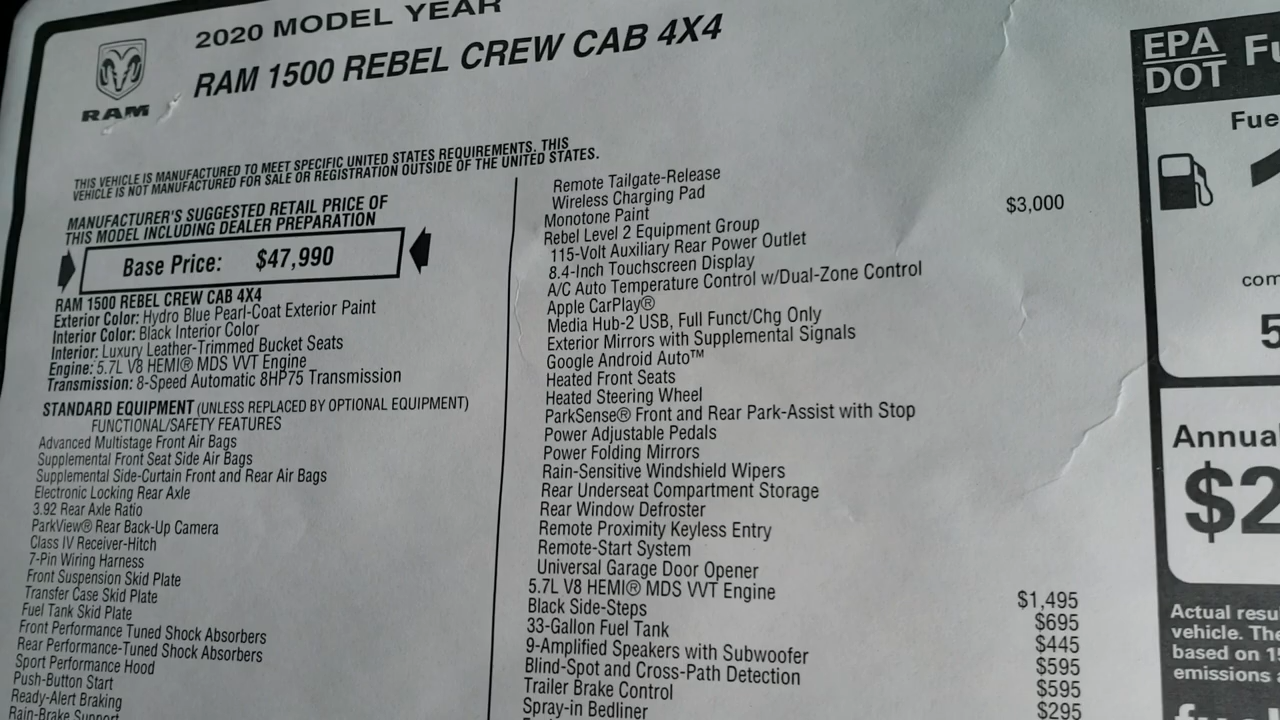 2020 MODEL YEAR
RAM 1500 REBEL CREW CAB 4X4
RAM
THIS VEHICLE IS MANUFACTURED TO MEET SPECIFIC UNITED STATES REQUIREMENTS. THIS
VEHICLE IS NOT MANUFACTURED FOR SALE OR REGISTRATION OUTSIDE OF THE UNITED STATES.
MANUFACTURER'S SUGGESTED RETAIL PRICE OF
THIS MODEL INCLUDING DEALER PREPARATION
Base Price: $47,990
RAM 1500 REBEL CREW CAB 4X4
Exterior Color: Hydro Blue Pearl-Coat Exterior Paint
Interior Color: Black Interior Color
Interior: Luxury Leather-Trimmed Bucket Seats
Engine: 5.7L V8 HEMI® MDS VVT Engine
Transmission: 8-Speed Automatic 8HP75 Transmission
STANDARD EQUIPMENT (UNLESS REPLACED BY OPTIONAL EQUIPMENT)
FUNCTIONAL/SAFETY FEATURES
Advanced Multistage Front Air Bags
Supplemental Front Seat Side Air Bags
Supplemental Side-Curtain Front and Rear Air Bags
Electronic Locking Rear Axle
3.92 Rear Axle Ratio
ParkView® Rear Back-Up Camera
Class IV Receiver-Hitch
7-Pin Wiring Harness
Front Suspension Skid Plate
Transfer Case Skid Plate
Fuel Tank Skid Plate
Front Performance Tuned Shock Absorbers
Rear Performance-Tuned Shock Absorbers
Sport Performance Hood
Push-Button Start
Ready-Alert Braking
Rain-Brake Support
Remote Tailgate-Release
Wireless Charging Pad
Monotone Paint
Rebel Level 2 Equipment Group $3,000
115-Volt Auxiliary Rear Power Outlet
8.4-Inch Touchscreen Display
A/C Auto Temperature Control w/Dual-Zone Control
Apple CarPlay®
Media Hub-2 USB, Full Funct/Chg Only
Exterior Mirrors with Supplemental Signals
Google Android Auto™
Heated Front Seats
Heated Steering Wheel
ParkSense® Front and Rear Park-Assist with Stop
Power Adjustable Pedals
Power Folding Mirrors
Rain-Sensitive Windshield Wipers
Rear Underseat Compartment Storage
Rear Window Defroster
Remote Proximity Keyless Entry
Remote-Start System
Universal Garage Door Opener
5.7L V8 HEMI® MDS VVT Engine $1,495
Black Side-Steps $695
33-Gallon Fuel Tank $445
9-Amplified Speakers with Subwoofer $595
Blind-Spot and Cross-Path Detection $595
Trailer Brake Control $295
Spray-in Bedliner
EPA
DOT
Fu
Fue
com
5
Annual
$2
Actual resu
vehicle. The
based on 15
emissions a